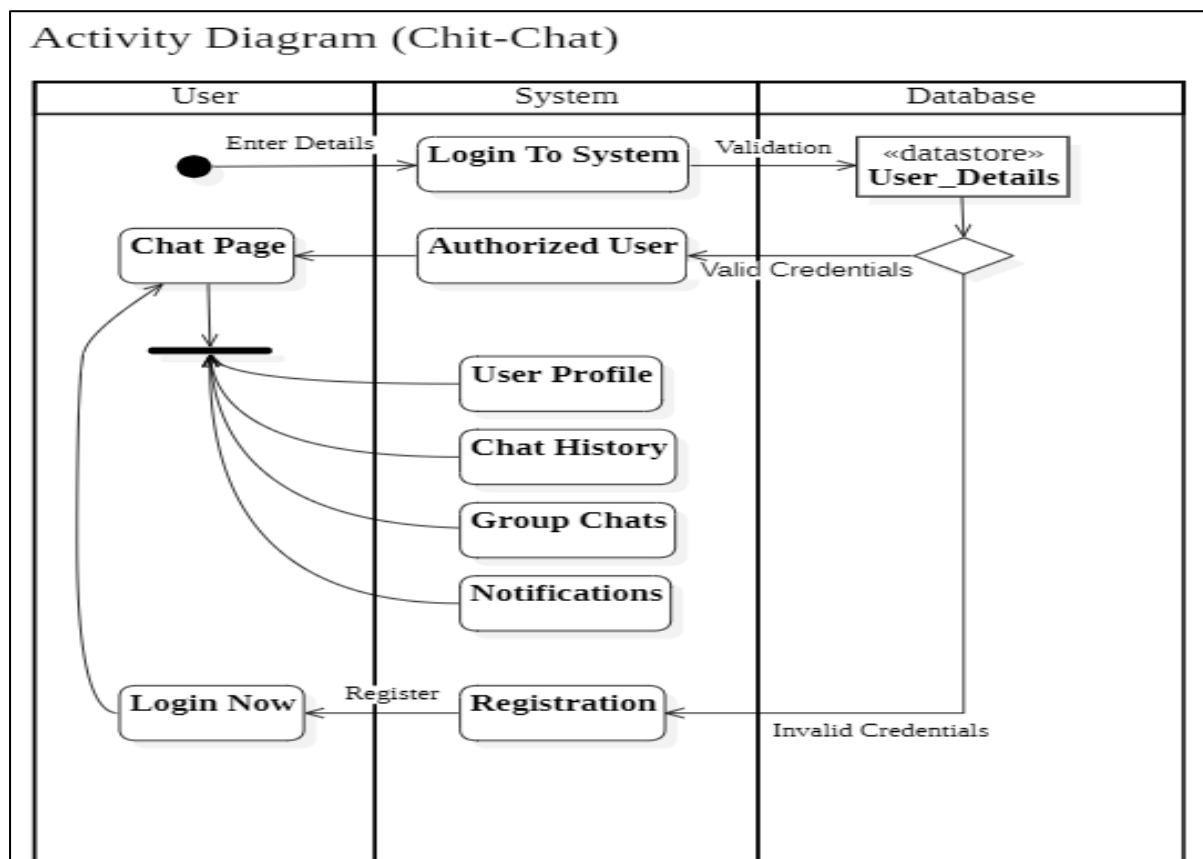 Activity Diagram (Chit-Chat)
User
System
Database
Enter Details
Login To System
Validation
«datastore»
User_Details
Chat Page
Authorized User
Valid Credentials
User Profile
Chat History
Group Chats
Notifications
Login Now
Register
Registration
Invalid Credentials